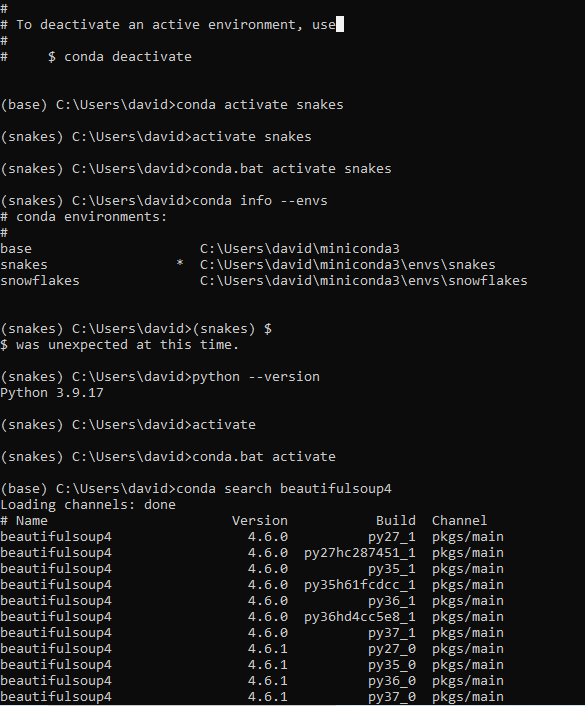 #
# To deactivate an active environment, use
#
#     $ conda deactivate
(base) C:\Users\david>conda activate snakes
(snakes) C:\Users\david>activate snakes
(snakes) C:\Users\david>conda.bat activate snakes
(snakes) C:\Users\david>conda info --envs
# conda environments:
#
base                     C:\Users\david\miniconda3
snakes                *  C:\Users\david\miniconda3\envs\snakes
snowflakes               C:\Users\david\miniconda3\envs\snowflakes
(snakes) C:\Users\david>(snakes) $
$ was unexpected at this time.
(snakes) C:\Users\david>python --version
Python 3.9.17
(snakes) C:\Users\david>activate
(snakes) C:\Users\david>conda.bat activate
(base) C:\Users\david>conda search beautifulsoup4
Loading channels: done
# Name                       Version           Build  Channel
beautifulsoup4                 4.6.0          py27_1  pkgs/main
beautifulsoup4                 4.6.0  py27hc287451_1  pkgs/main
beautifulsoup4                 4.6.0          py35_1  pkgs/main
beautifulsoup4                 4.6.0  py35h61fcdcc_1  pkgs/main
beautifulsoup4                 4.6.0          py36_1  pkgs/main
beautifulsoup4                 4.6.0  py36hd4cc5e8_1  pkgs/main
beautifulsoup4                 4.6.0          py37_1  pkgs/main
beautifulsoup4                 4.6.1          py27_0  pkgs/main
beautifulsoup4                 4.6.1          py35_0  pkgs/main
beautifulsoup4                 4.6.1          py36_0  pkgs/main
beautifulsoup4                 4.6.1          py37_0  pkgs/main